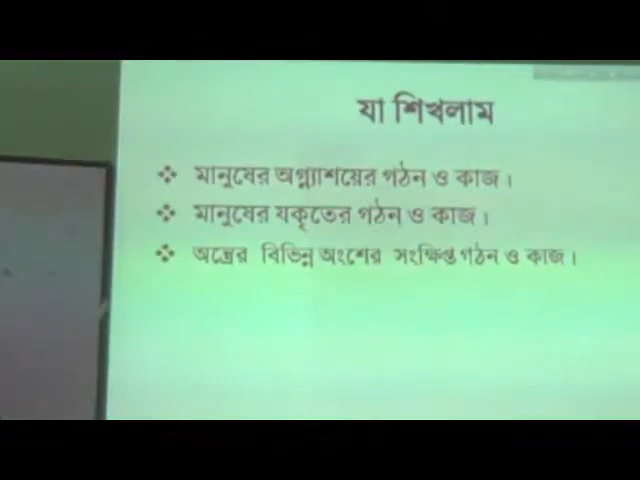 যা শিখলাম
❖ মানুষের অগ্ন্যাশয়ের গঠন ও কাজ।
❖ মানুষের যকৃতের গঠন ও কাজ।
❖ অন্ত্রের বিভিন্ন অংশের সংক্ষিপ্ত গঠন ও কাজ।